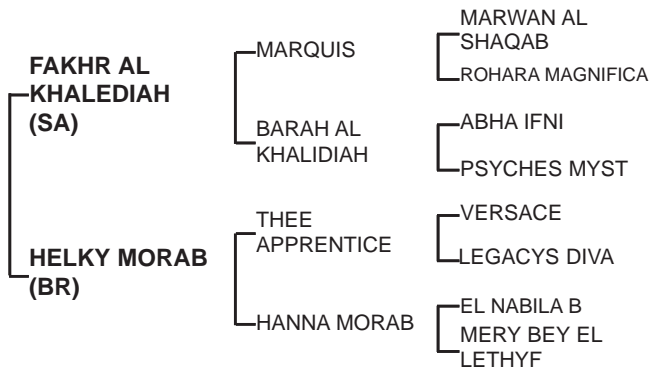 FAKHR AL
KHALEDIAH
(SA)
HELKY MORAB
(BR)
MARQUIS
BARAH AL
KHALIDIAH
THEE
APPRENTICE
HANNA MORAB
MARWAN AL
SHAQAB
ROHARA MAGNIFICA
ABHA IFNI
PSYCHES MYST
VERSACE
LEGACYS DIVA
EL NABILA B
MERY BEY EL
LETHYF